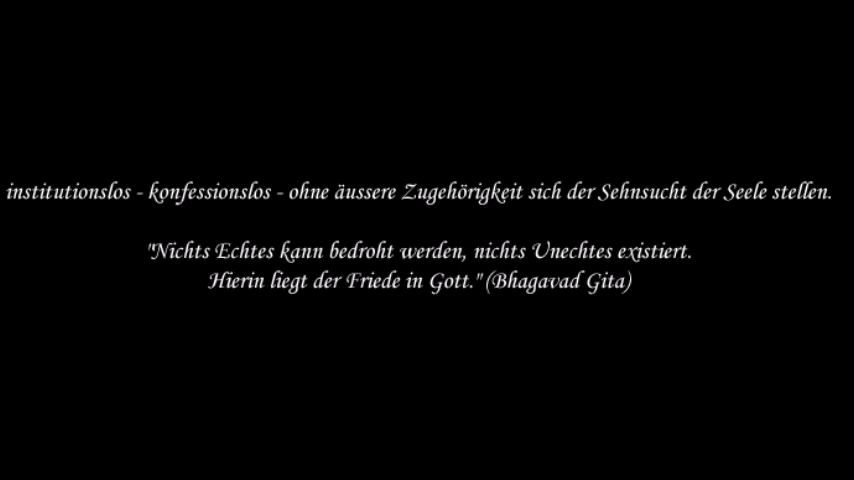 institutionslos - konfessionslos - ohne äussere Zugehörigkeit sich der Sehnsucht der Seele stellen.
"Nichts Echtes kann bedroht werden, nichts Unechtes existiert.
Hierin liegt der Friede in Gott." (Bhagavad Gita)